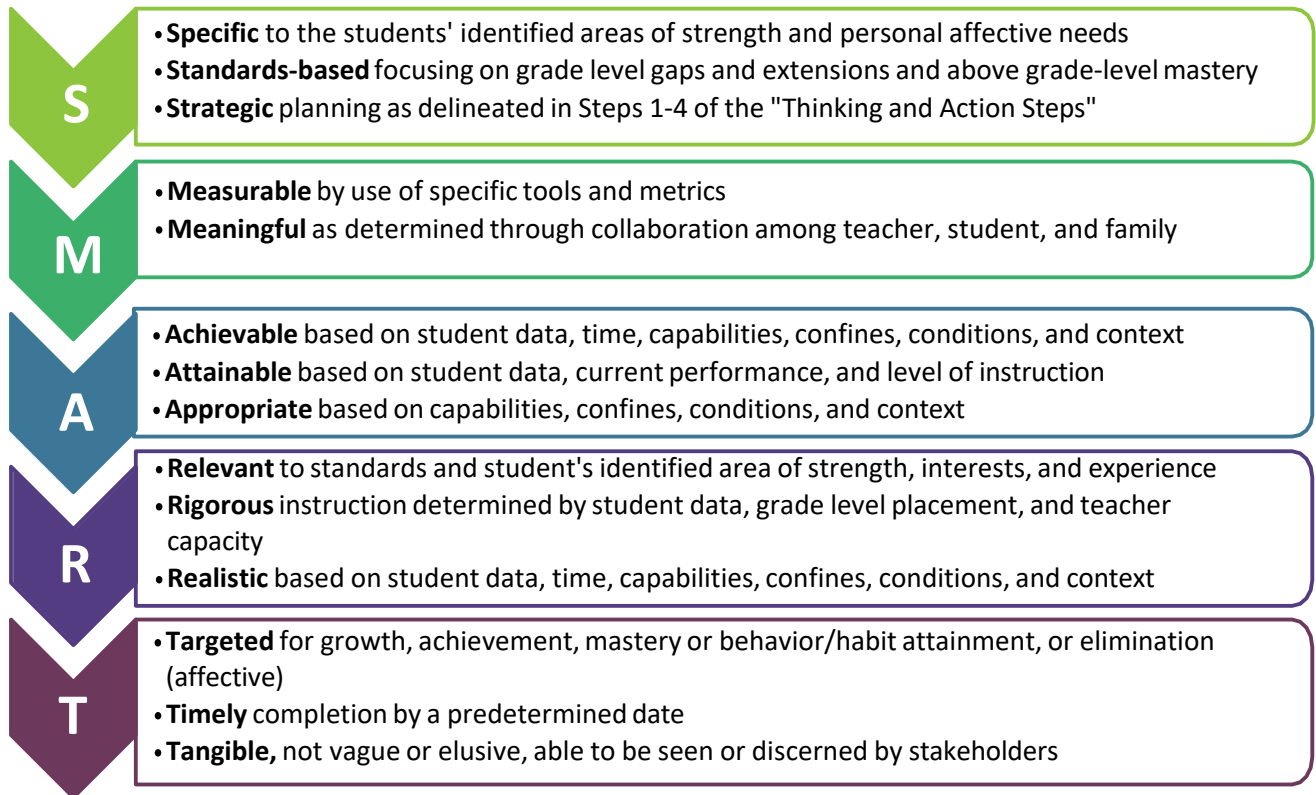 S
• Specific to the students' identified areas of strength and personal affective needs
• Standards-based focusing on grade level gaps and extensions and above grade-level mastery
• Strategic planning as delineated in Steps 1-4 of the "Thinking and Action Steps"
M
• Measurable by use of specific tools and metrics
• Meaningful as determined through collaboration among teacher, student, and family
A
• Achievable based on student data, time, capabilities, confines, conditions, and context
• Attainable based on student data, current performance, and level of instruction
• Appropriate based on capabilities, confines, conditions, and context
R
• Relevant to standards and student's identified area of strength, interests, and experience
• Rigorous instruction determined by student data, grade level placement, and teacher
capacity
• Realistic based on student data, time, capabilities, confines, conditions, and context
T
• Targeted for growth, achievement, mastery or behavior/habit attainment, or elimination
(affective)
• Timely completion by a predetermined date
• Tangible, not vague or elusive, able to be seen or discerned by stakeholders